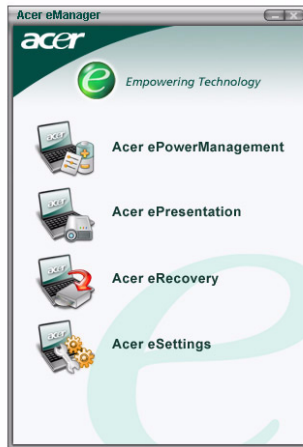 Acer eManager
acer
e Empowering Technology
Acer ePowerManagement
Acer ePresentation
Acer eRecovery
Acer eSettings